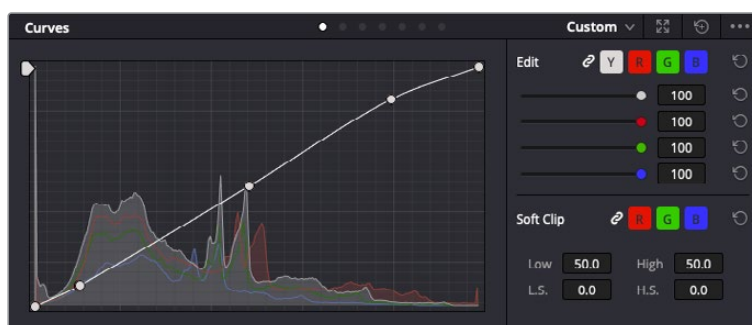 Curves
Custom
Edit Y R G B
100
100
100
100
Soft Clip R G B
Low 50.0 High 50.0
L.S. 0.0 H.S. 0.0